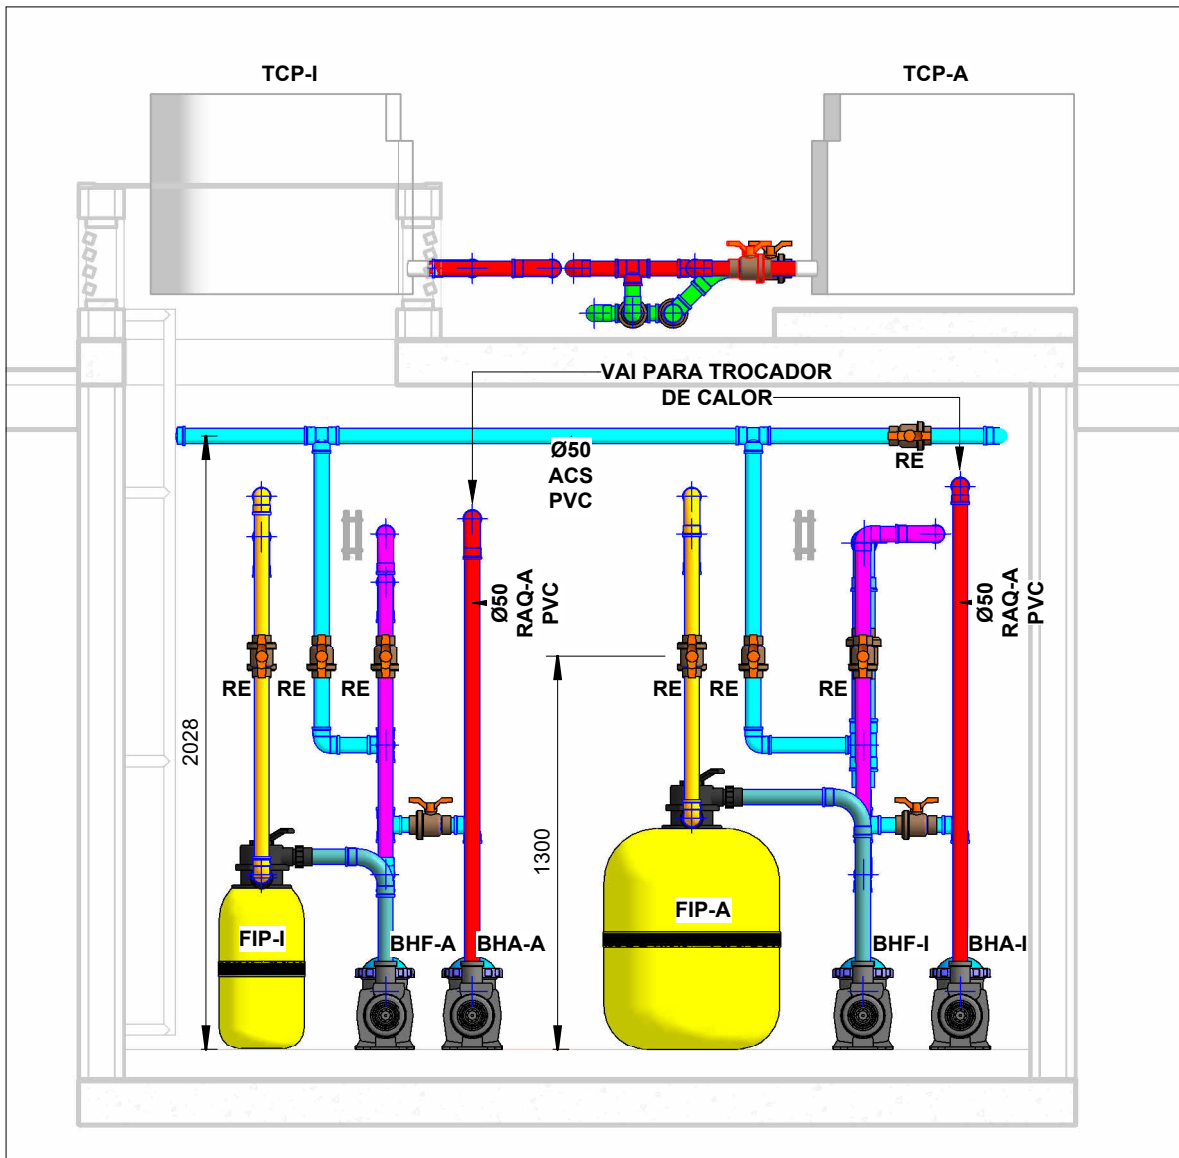 TCP-I
TCP-A
VAI PARA TROCADOR
DE CALOR
Ø50
ACS
PVC
RE
Ø50
RAQ-A
PVC
Ø50
RAQ-A
PVC
RE
RE
RE
RE
RE
RE
2028
1300
FIP-I
BHF-A
BHA-A
FIP-A
BHF-I
BHA-I